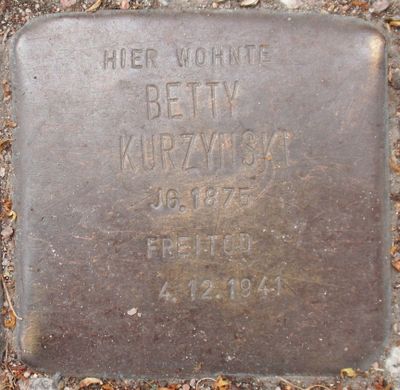 HIER WOHNTE
BETTY
KURZYNSKI
JG. 1875
FREITOD
4.12.1941